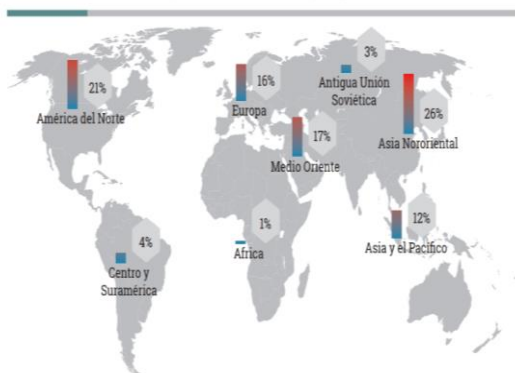 3%
Antigua Unión
Soviética
21%
América del Norte
16%
Europa
26%
Asia Nororiental
17%
Medio Oriente
12%
Asia y el Pacífico
1%
Africa
4%
Centro y
Suramérica